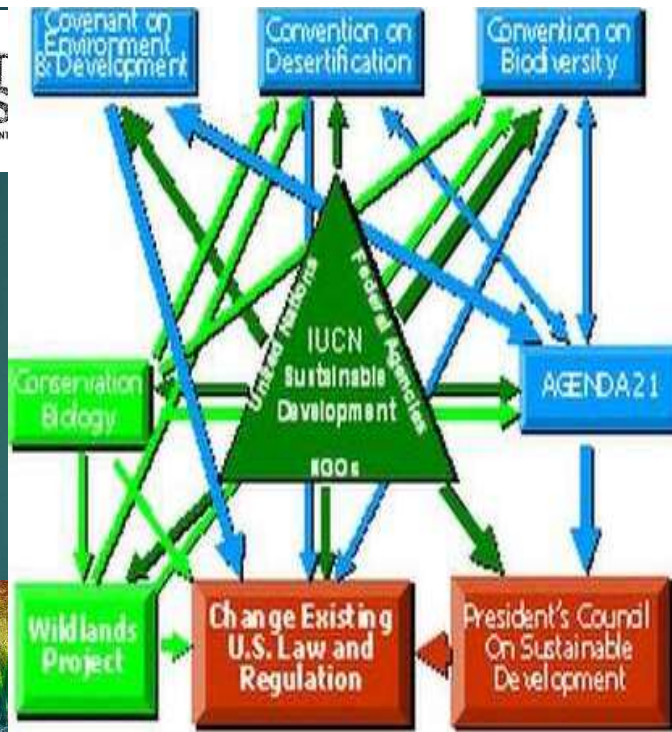 Covenant on
Environment
& Development
Convention on
Desertification
Convention on
Biodiversity
United Nations
Federal Agencies
IUCN
Sustainable
Development
NGOs
Conservation
Biology
AGENDA 21
Wildlands
Project
Change Existing
U.S. Law and
Regulation
President's Council
On Sustainable
Development